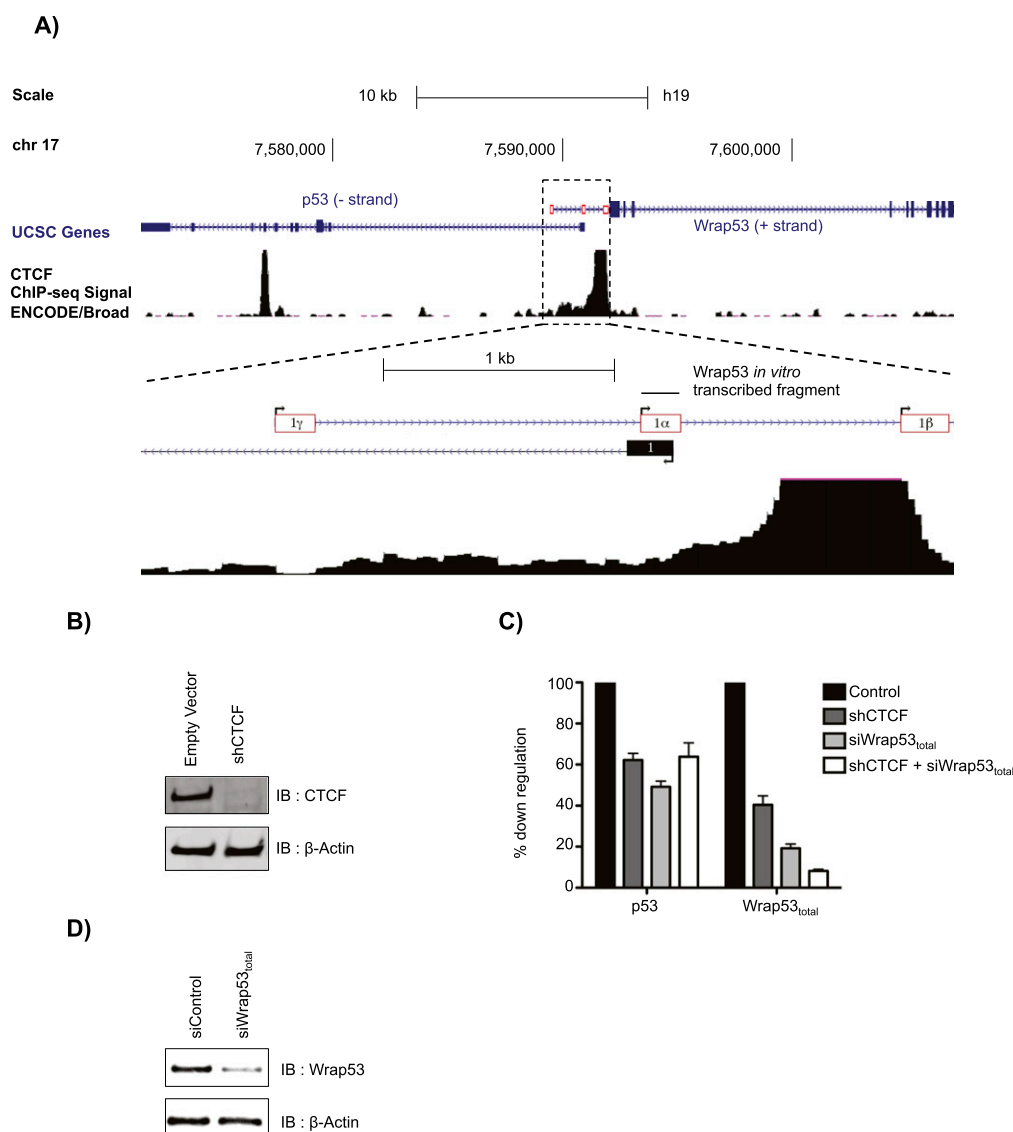 A)
Scale
10 kb
h19
chr 17
7,580,000
7,590,000
7,600,000
p53 (- strand)
Wrap53 (+ strand)
UCSC Genes
CTCF
ChIP-seq Signal
ENCODE/Broad
1 kb
Wrap53 in vitro
transcribed fragment
1γ
1α
1β
1
B)
Empty Vector
shCTCF
IB : CTCF
IB : β-Actin
C)
% down regulation
100
80
60
40
20
0
p53
Wrap53total
Control
shCTCF
siWrap53total
shCTCF + siWrap53total
D)
siControl
siWrap53total
IB : Wrap53
IB : β-Actin